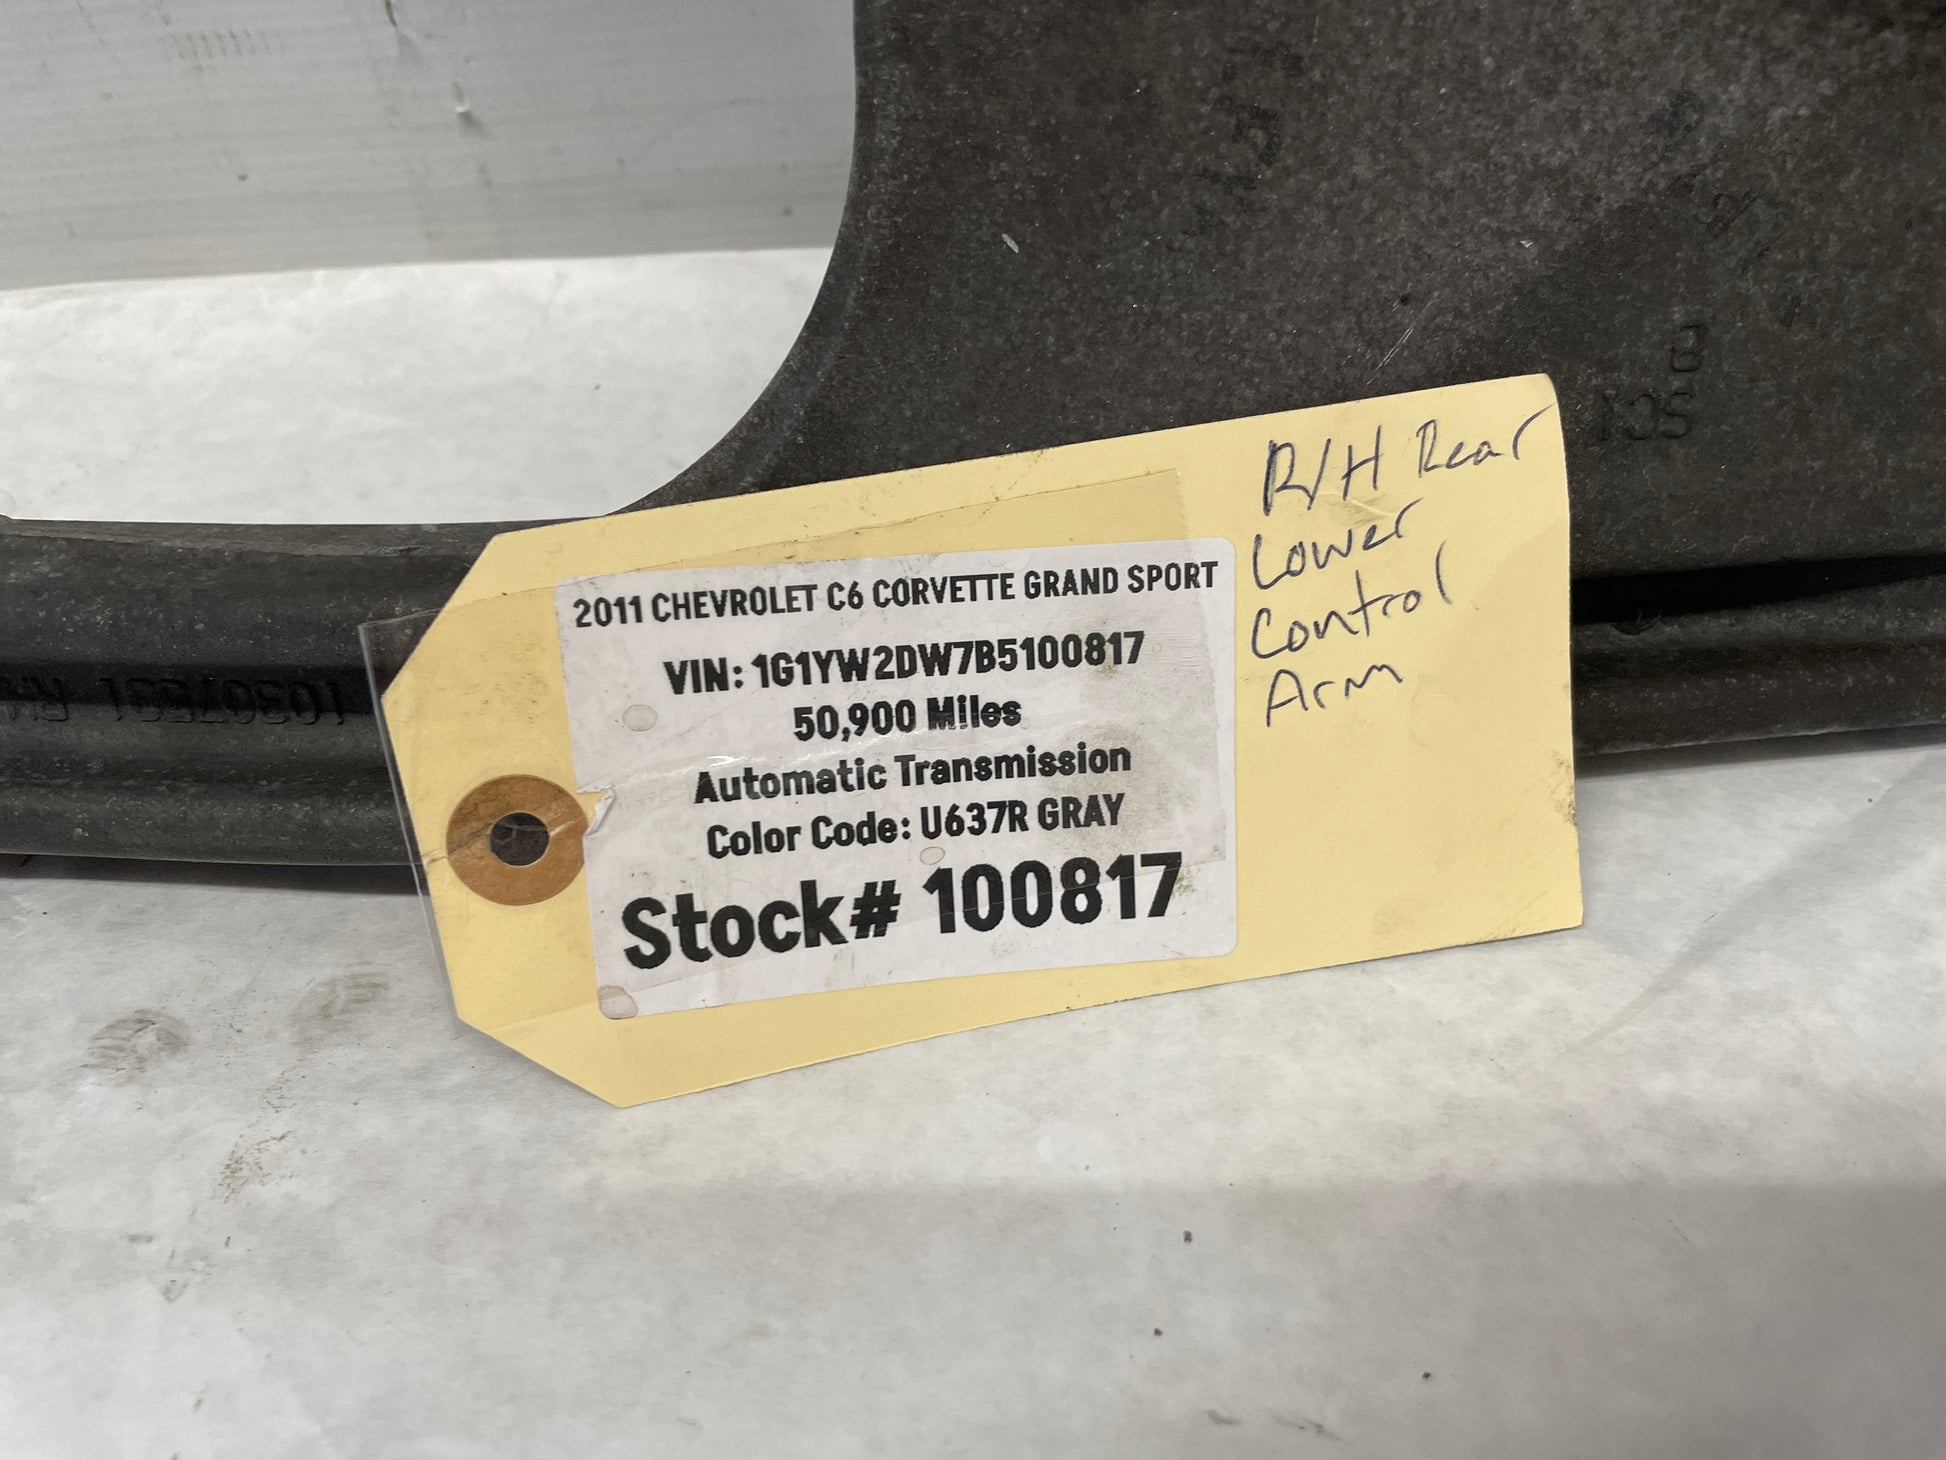 2011 CHEVROLET C6 CORVETTE GRAND SPORT
VIN: 1G1YW2DW7B5100817
50,900 Miles
Automatic Transmission
Color Code: U637R GRAY
Stock# 100817
R/H Rear
Lower
Control
Arm